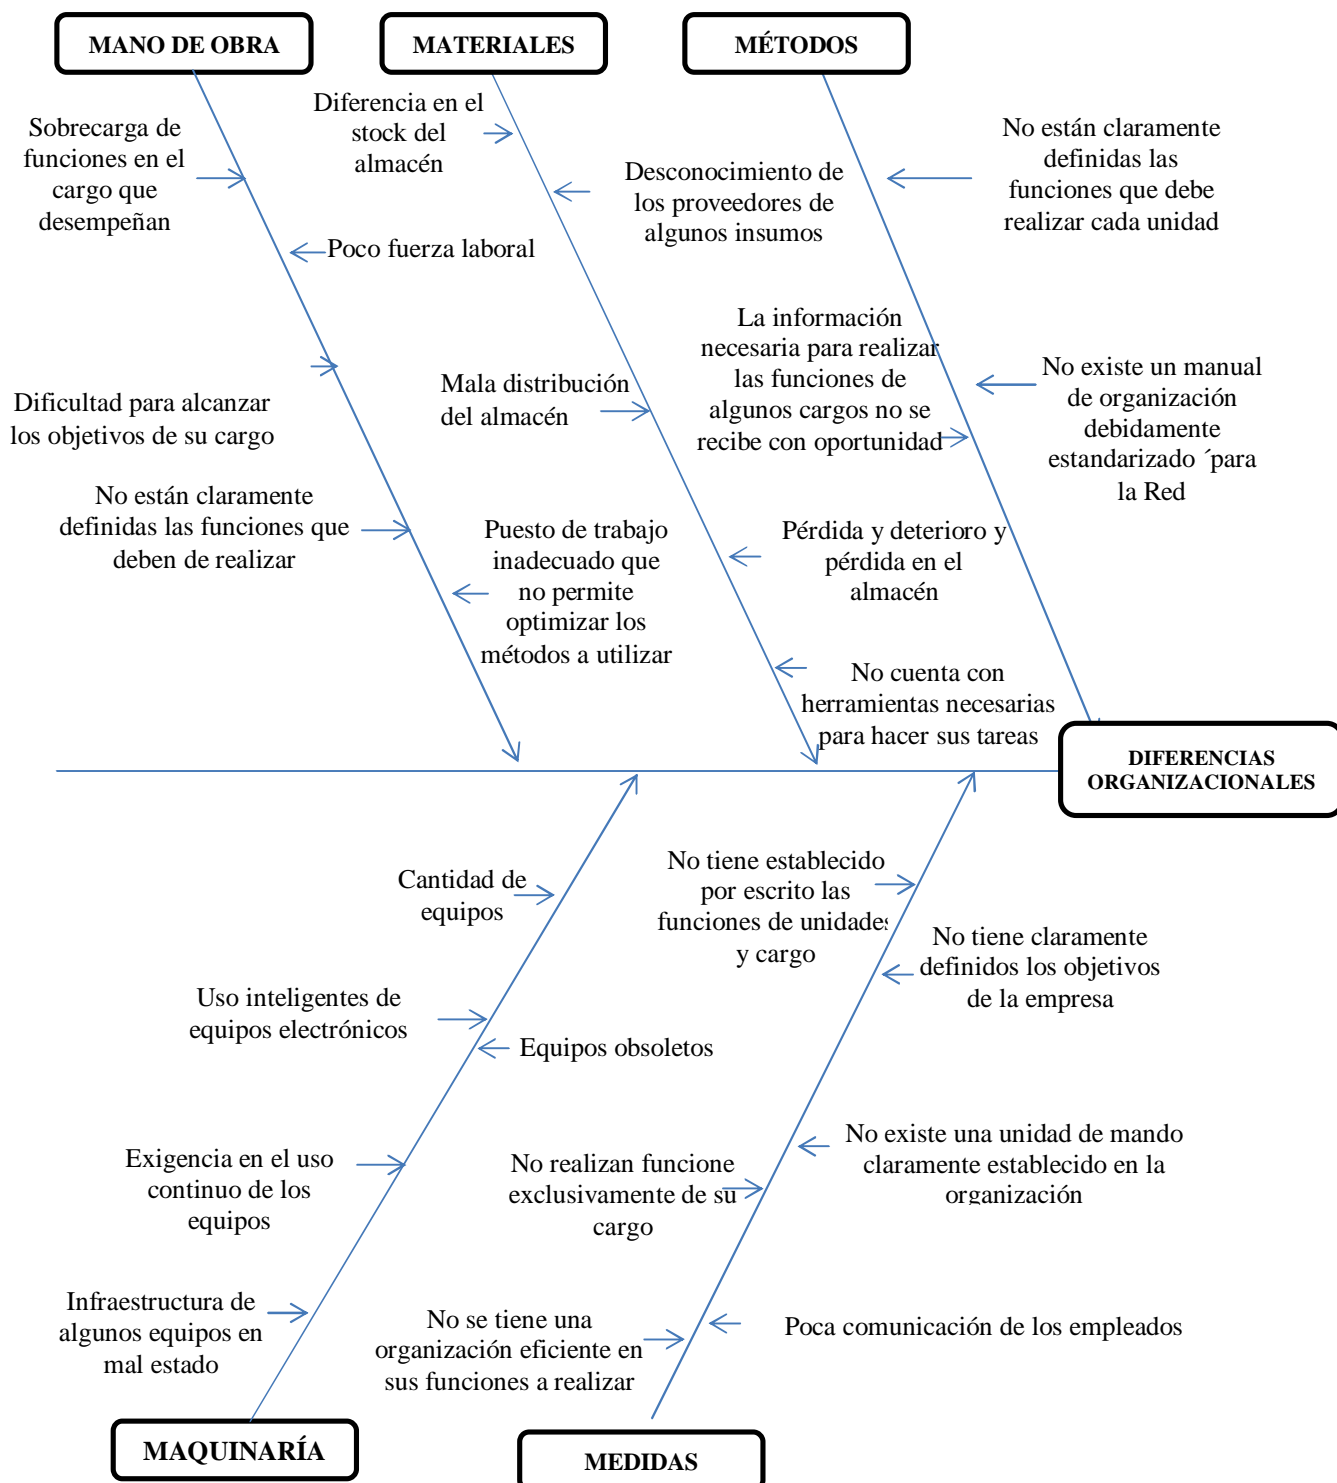 MANO DE OBRA
MATERIALES
MÉTODOS
Sobrecarga de
funciones en el
cargo que
desempeñan
Poco fuerza laboral
Dificultad para alcanzar
los objetivos de su cargo
No están claramente
definidas las funciones que
deben de realizar
Puesto de trabajo
inadecuado que
no permite
optimizar los
métodos a utilizar
Diferencia en el
stock del
almacén
Desconocimiento de
los proveedores de
algunos insumos
Mala distribución
del almacén
Pérdida y deterioro y
pérdida en el
almacén
No cuenta con
herramientas necesarias
para hacer sus tareas
No están claramente
definidas las
funciones que debe
realizar cada unidad
La información
necesaria para realizar
las funciones de
algunos cargos no se
recibe con oportunidad
No existe un manual
de organización
debidamente
estandarizado ´para
la Red
DIFERENCIAS
ORGANIZACIONALES
Cantidad de
equipos
Uso inteligentes de
equipos electrónicos
Equipos obsoletos
Exigencia en el uso
continuo de los
equipos
Infraestructura de
algunos equipos en
mal estado
No tiene establecido
por escrito las
funciones de unidades
y cargo
No tiene claramente
definidos los objetivos
de la empresa
No existe una unidad de mando
claramente establecido en la
organización
No realizan funcione
exclusivamente de su
cargo
No se tiene una
organización eficiente en
sus funciones a realizar
Poca comunicación de los empleados
MAQUINARÍA
MEDIDAS